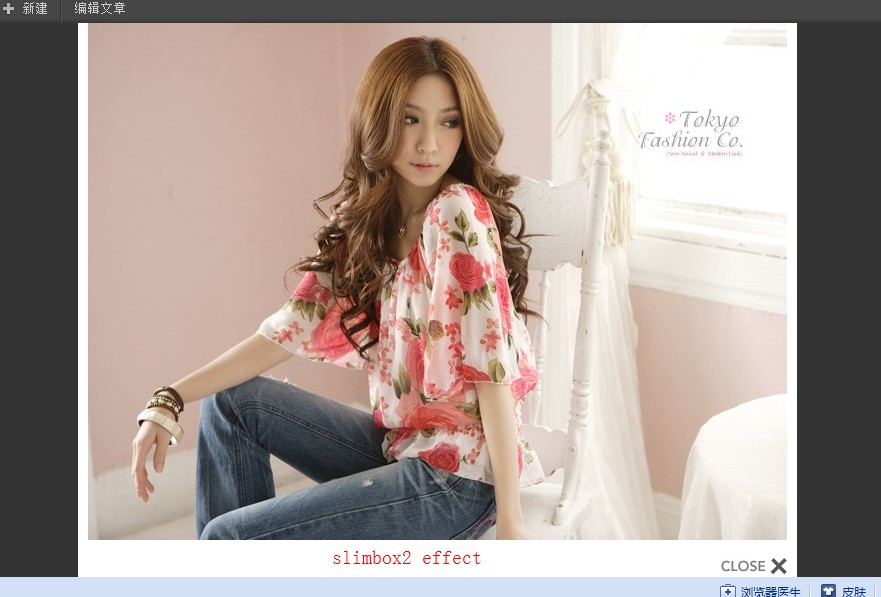 新建 编辑文章
Tokyo
Fashion Co.
(New Arrival & Modern Look)
slimbox2 effect
CLOSE
浏览器医生 皮肤